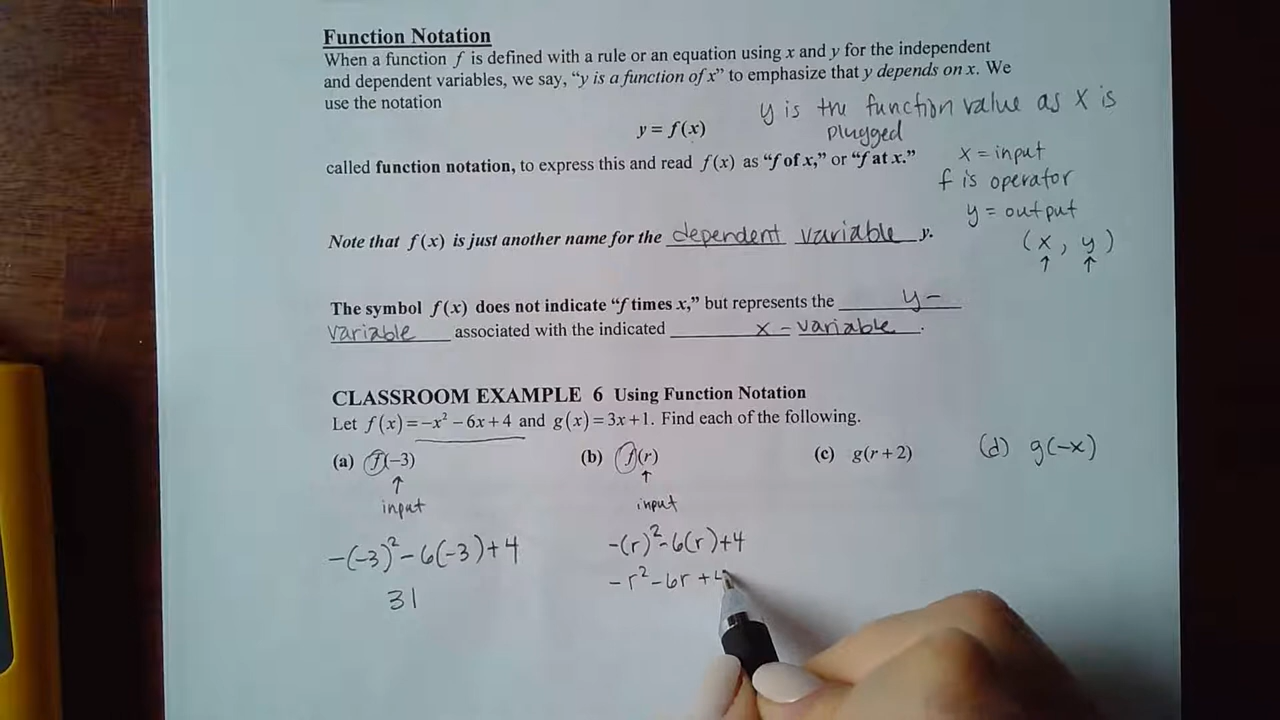 Function Notation
When a function f is defined with a rule or an equation using x and y for the independent
and dependent variables, we say, “y is a function of x” to emphasize that y depends on x. We
use the notation
y is the function value as x is
plugged
y = f(x)
called function notation, to express this and read f(x) as “f of x,” or “f at x.”
x = input
f is operator
y = output
(x, y)
↑ ↑
Note that f(x) is just another name for the dependent variable y.
The symbol f(x) does not indicate “f times x,” but represents the y-
variable associated with the indicated x - variable.
CLASSROOM EXAMPLE 6 Using Function Notation
Let f(x) = −x² − 6x + 4 and g(x) = 3x + 1. Find each of the following.
(a) f(−3) (b) f(r) (c) g(r + 2) (d) g(-x)
↑ ↑
input input
-(-3)² - 6(-3) + 4
31
-(r)² - 6(r) + 4
-r² - 6r + 4